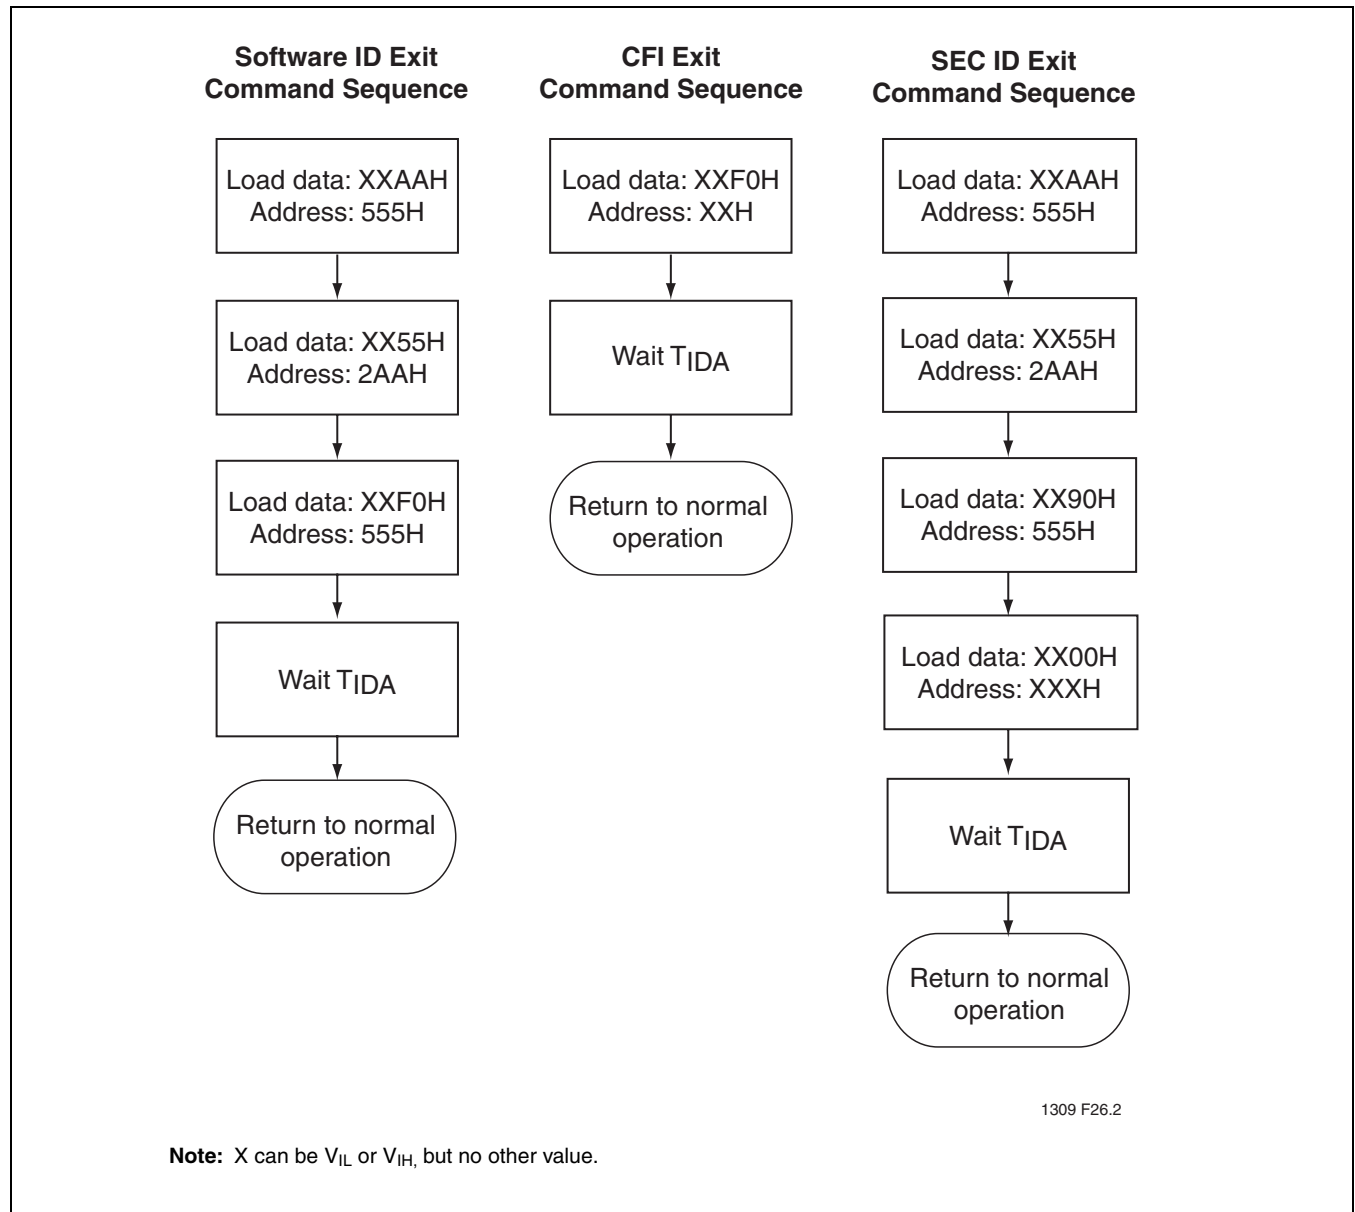 Software ID Exit
Command Sequence
Load data: XXAAH
Address: 555H
Load data: XX55H
Address: 2AAH
Load data: XXF0H
Address: 555H
Wait TIDA
Return to normal
operation
CFI Exit
Command Sequence
Load data: XXF0H
Address: XXH
Wait TIDA
Return to normal
operation
SEC ID Exit
Command Sequence
Load data: XXAAH
Address: 555H
Load data: XX55H
Address: 2AAH
Load data: XX90H
Address: 555H
Load data: XX00H
Address: XXXH
Wait TIDA
Return to normal
operation
1309 F26.2
Note: X can be VIL or VIH, but no other value.